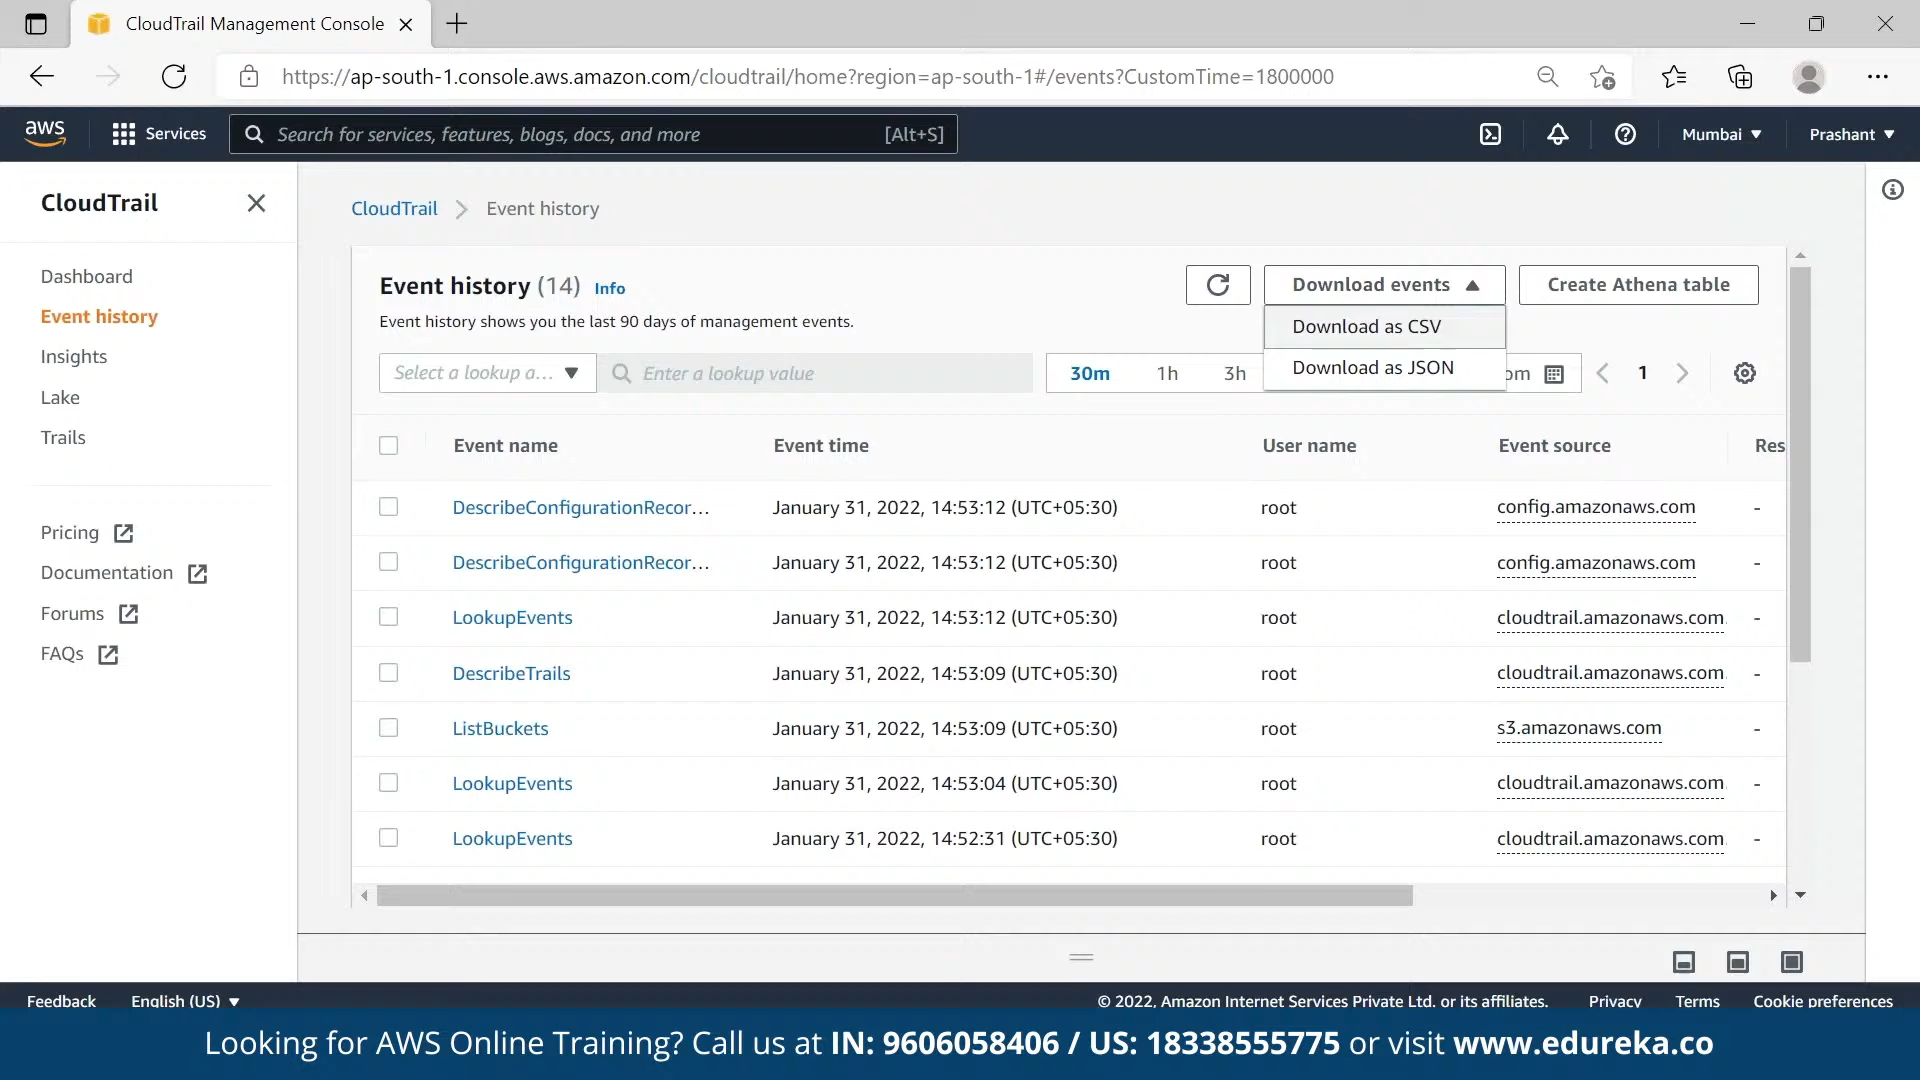 CloudTrail Management Console
https://ap-south-1.console.aws.amazon.com/cloudtrail/home?region=ap-south-1#/events?CustomTime=1800000
aws Services Search for services, features, blogs, docs, and more [Alt+S] Mumbai Prashant
CloudTrail
Dashboard
Event history
Insights
Lake
Trails
Pricing
Documentation
Forums
FAQs
CloudTrail Event history
Event history (14) Info
Event history shows you the last 90 days of management events.
Download events Create Athena table
Download as CSV
Download as JSON
Select a lookup a... Enter a lookup value 30m 1h 3h om 1
Event name Event time User name Event source Res
DescribeConfigurationRecor... January 31, 2022, 14:53:12 (UTC+05:30) root config.amazonaws.com -
DescribeConfigurationRecor... January 31, 2022, 14:53:12 (UTC+05:30) root config.amazonaws.com -
LookupEvents January 31, 2022, 14:53:12 (UTC+05:30) root cloudtrail.amazonaws.com -
DescribeTrails January 31, 2022, 14:53:09 (UTC+05:30) root cloudtrail.amazonaws.com -
ListBuckets January 31, 2022, 14:53:09 (UTC+05:30) root s3.amazonaws.com -
LookupEvents January 31, 2022, 14:53:04 (UTC+05:30) root cloudtrail.amazonaws.com -
LookupEvents January 31, 2022, 14:52:31 (UTC+05:30) root cloudtrail.amazonaws.com -
Feedback English (US) © 2022, Amazon Internet Services Private Ltd. or its affiliates. Privacy Terms Cookie preferences
Looking for AWS Online Training? Call us at IN: 9606058406 / US: 18338555775 or visit www.edureka.co